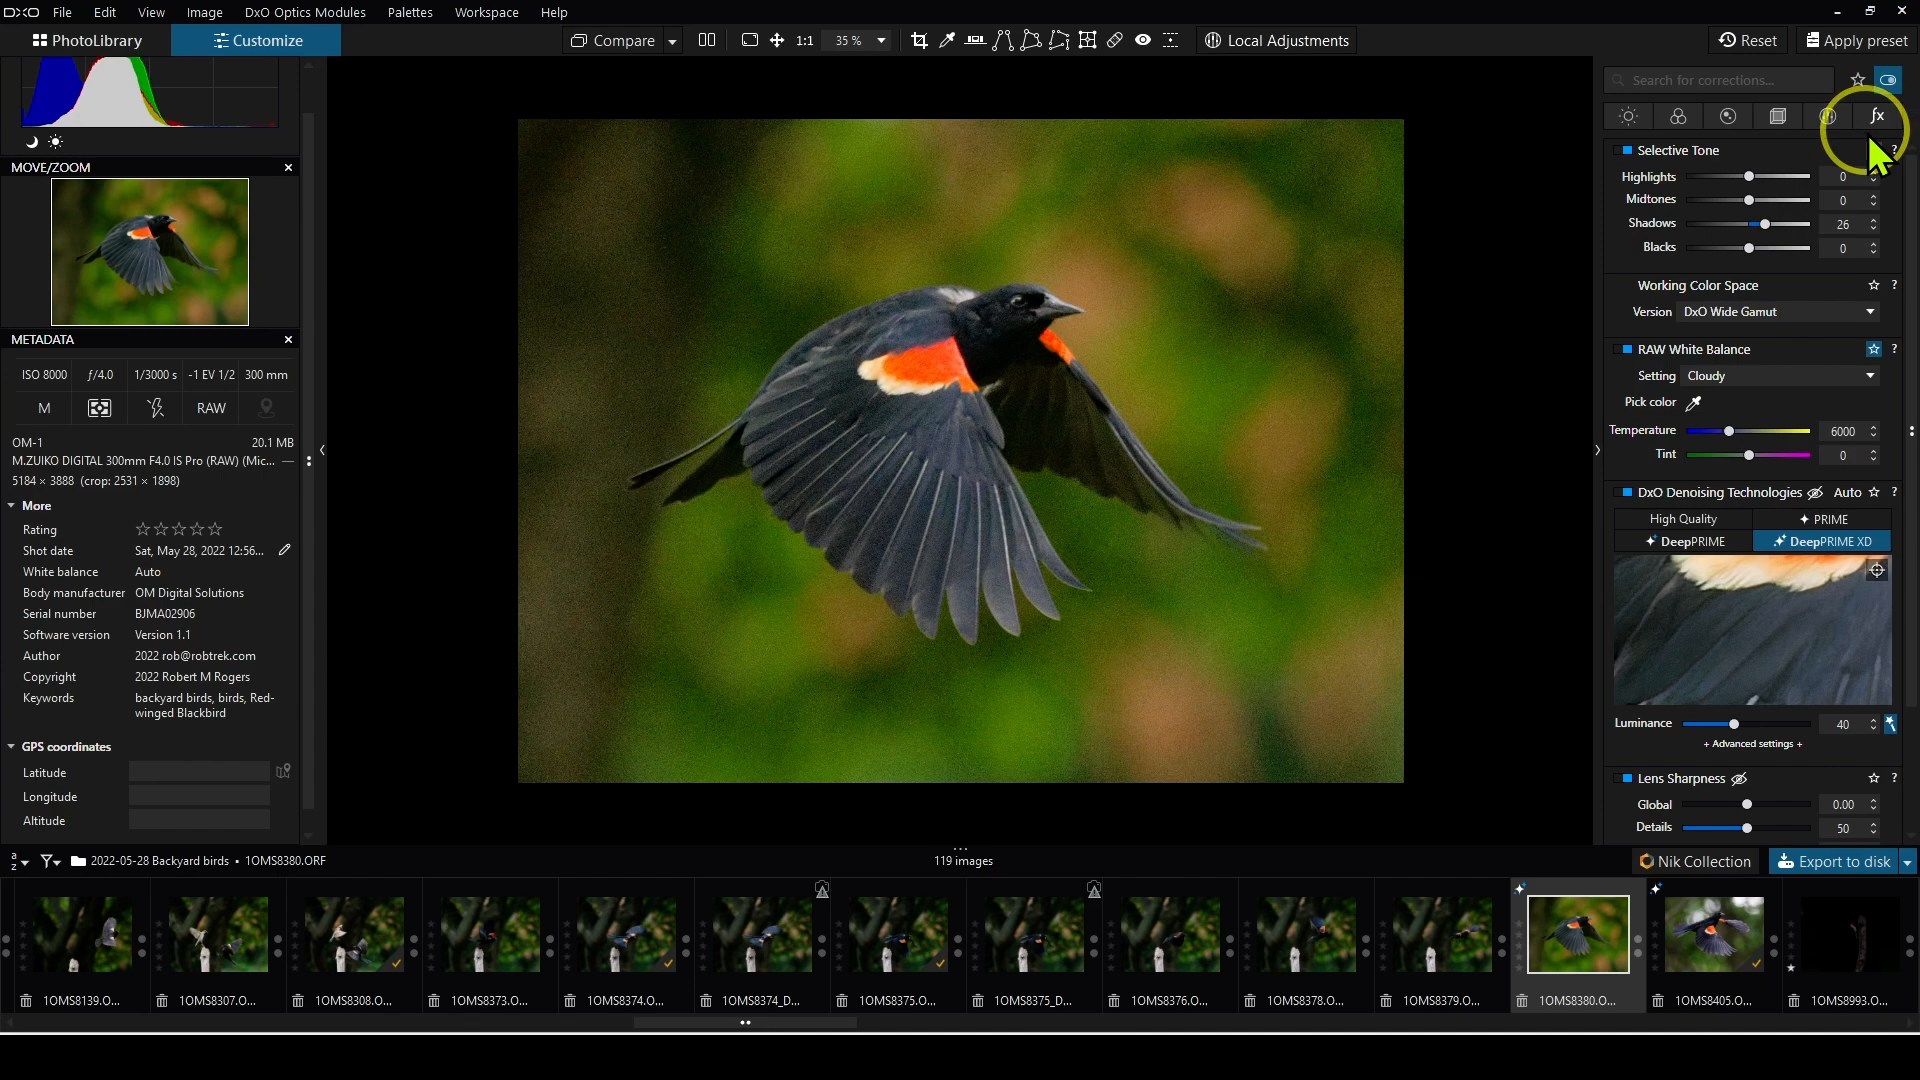 DXO File Edit View Image DxO Optics Modules Palettes Workspace Help
PhotoLibrary Customize Compare 1:1 35 % Local Adjustments Reset Apply preset
Search for corrections...
fx
MOVE/ZOOM
METADATA
ISO 8000 ƒ/4.0 1/3000 s -1 EV 1/2 300 mm
M RAW
OM-1 20.1 MB
M.ZUIKO DIGITAL 300mm F4.0 IS Pro (RAW) (Mic...
5184 × 3888 (crop: 2531 × 1898)
More
Rating
Shot date Sat, May 28, 2022 12:56...
White balance Auto
Body manufacturer OM Digital Solutions
Serial number BJMA02906
Software version Version 1.1
Author 2022 rob@robtrek.com
Copyright 2022 Robert M Rogers
Keywords backyard birds, birds, Red-
winged Blackbird
GPS coordinates
Latitude
Longitude
Altitude
Selective Tone ?
Highlights 0
Midtones 0
Shadows 26
Blacks 0
Working Color Space ?
Version DxO Wide Gamut
RAW White Balance ?
Setting Cloudy
Pick color
Temperature 6000
Tint 0
DxO Denoising Technologies Auto ?
High Quality PRIME
DeepPRIME DeepPRIME XD
Luminance 40
+ Advanced settings +
Lens Sharpness ?
Global 0.00
Details 50
a
z 2022-05-28 Backyard birds • 1OMS8380.ORF 119 images Nik Collection Export to disk
1OMS8139.O... 1OMS8307.O... 1OMS8308.O... 1OMS8373.O... 1OMS8374.O... 1OMS8374_D... 1OMS8375.O... 1OMS8375_D... 1OMS8376.O... 1OMS8378.O... 1OMS8379.O... 1OMS8380.O... 1OMS8405.O... 1OMS8993.O...